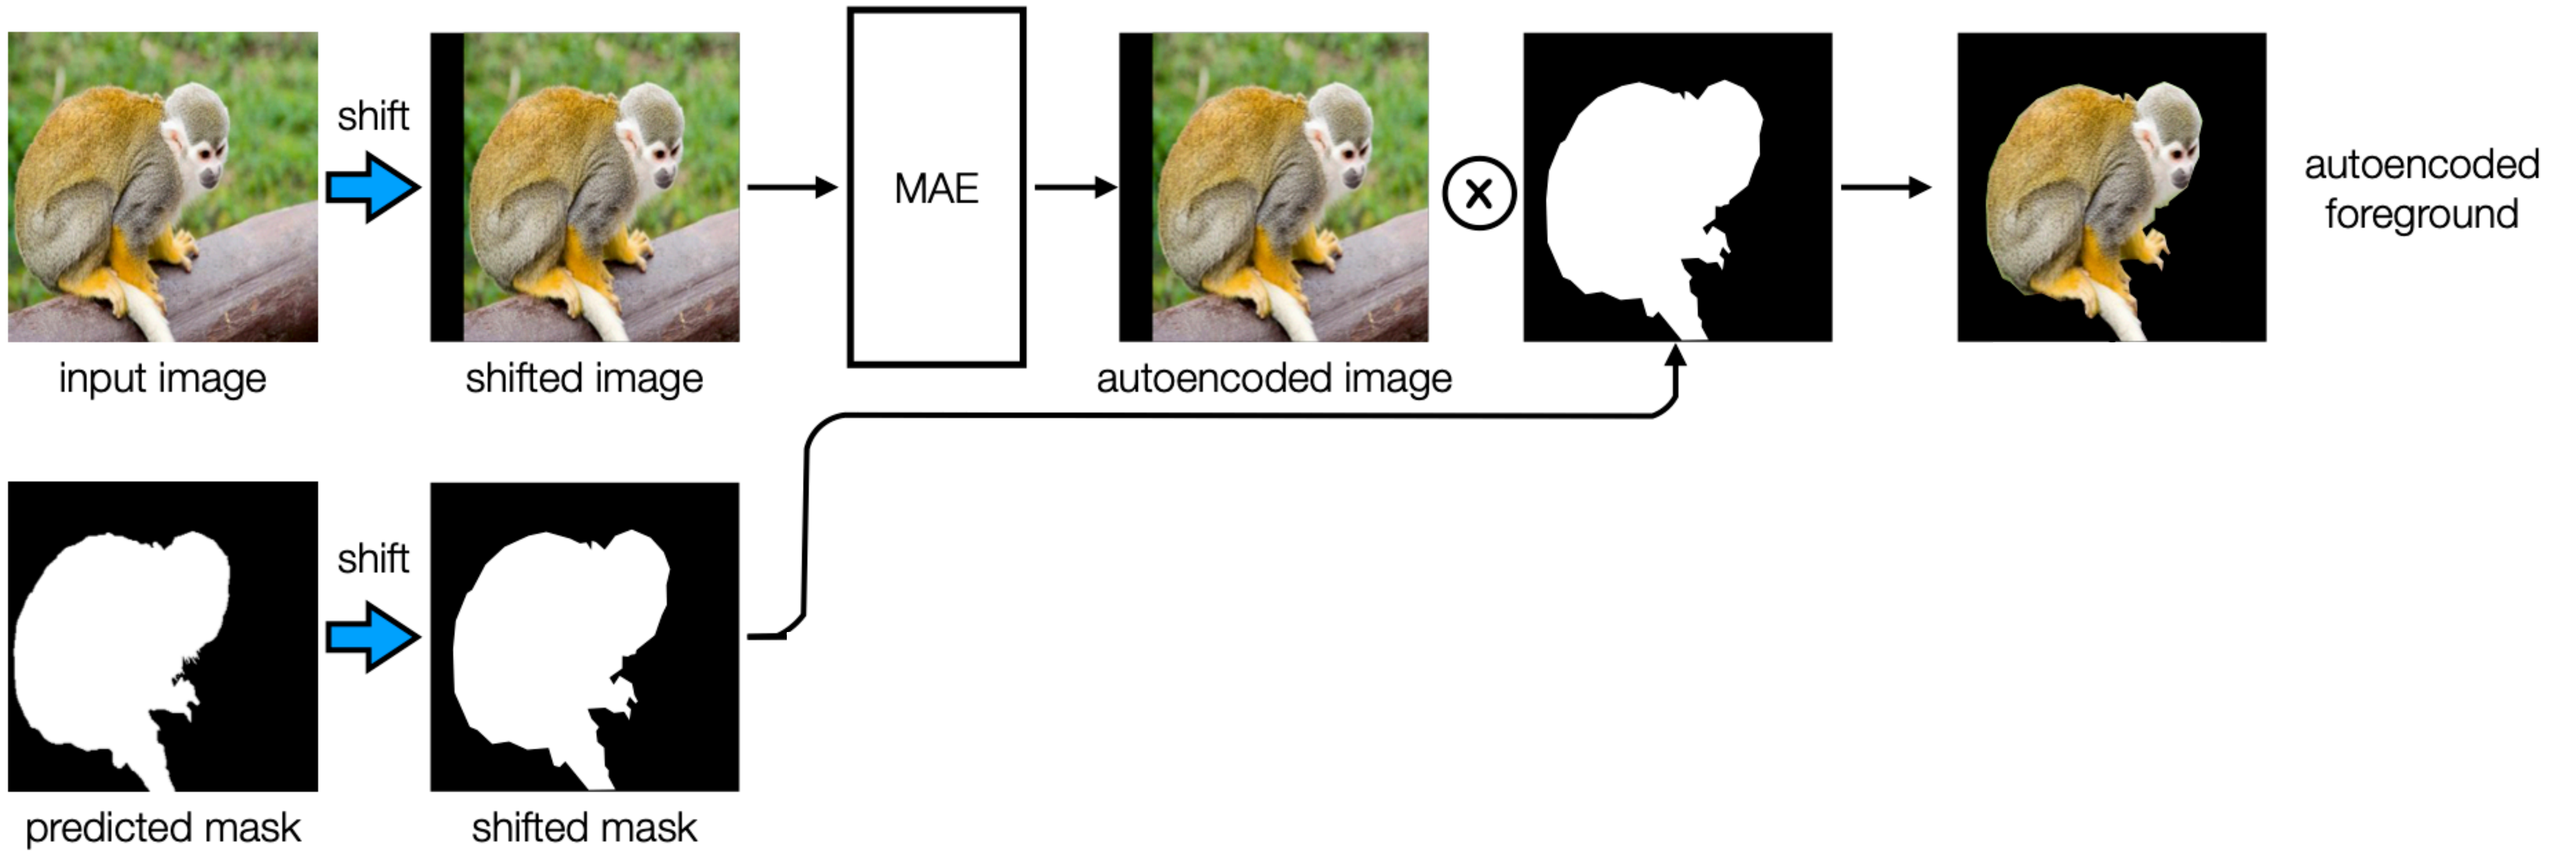 shift
MAE
autoencoded
foreground
input image
shifted image
autoencoded image
shift
predicted mask
shifted mask